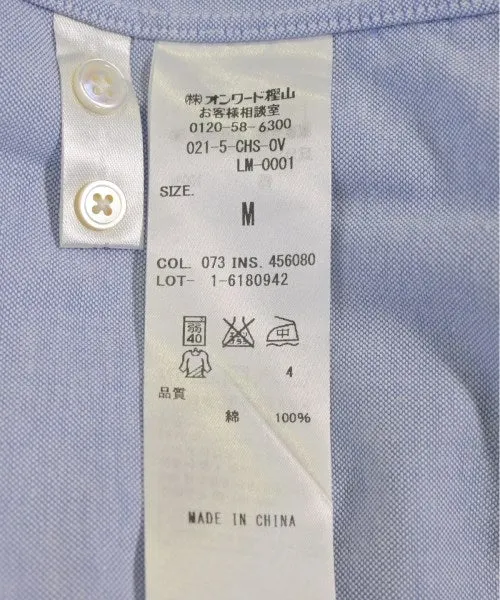 ㈱オンワード樫山
お客様相談室
0120-58-6300
021-5-CHS-OV
LM-0001
SIZE.
M
COL. 073 INS. 456080
LOT- 1-6180942
弱
40
中
4
品質
綿 100%
MADE IN CHINA